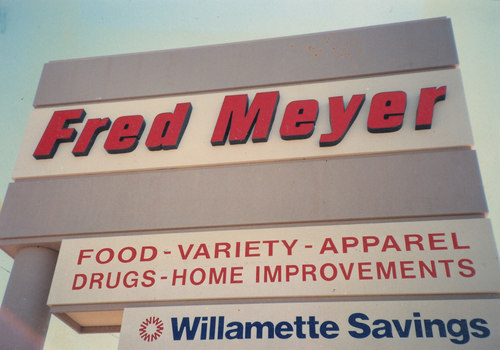 Fred Meyer
FOOD - VARIETY - APPAREL
DRUGS - HOME IMPROVEMENTS
Willamette Savings